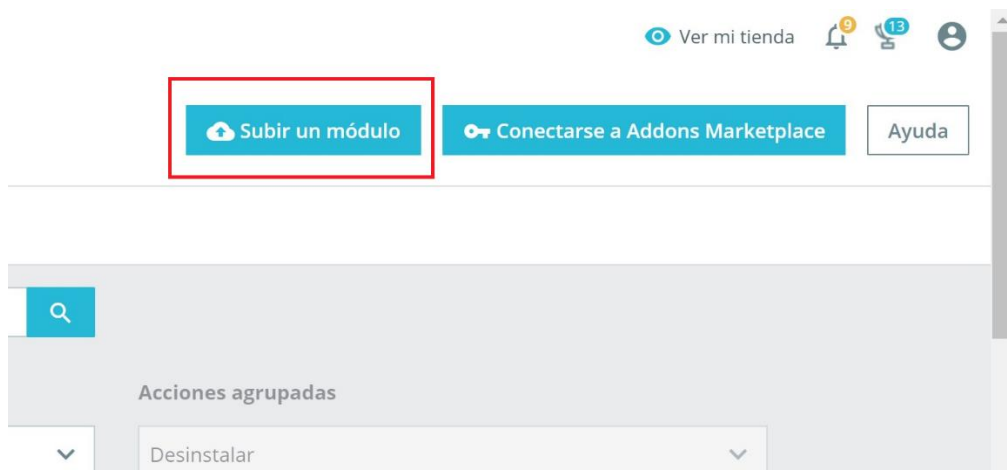 Ver mi tienda 9 13
Subir un módulo Conectarse a Addons Marketplace Ayuda
Acciones agrupadas
Desinstalar